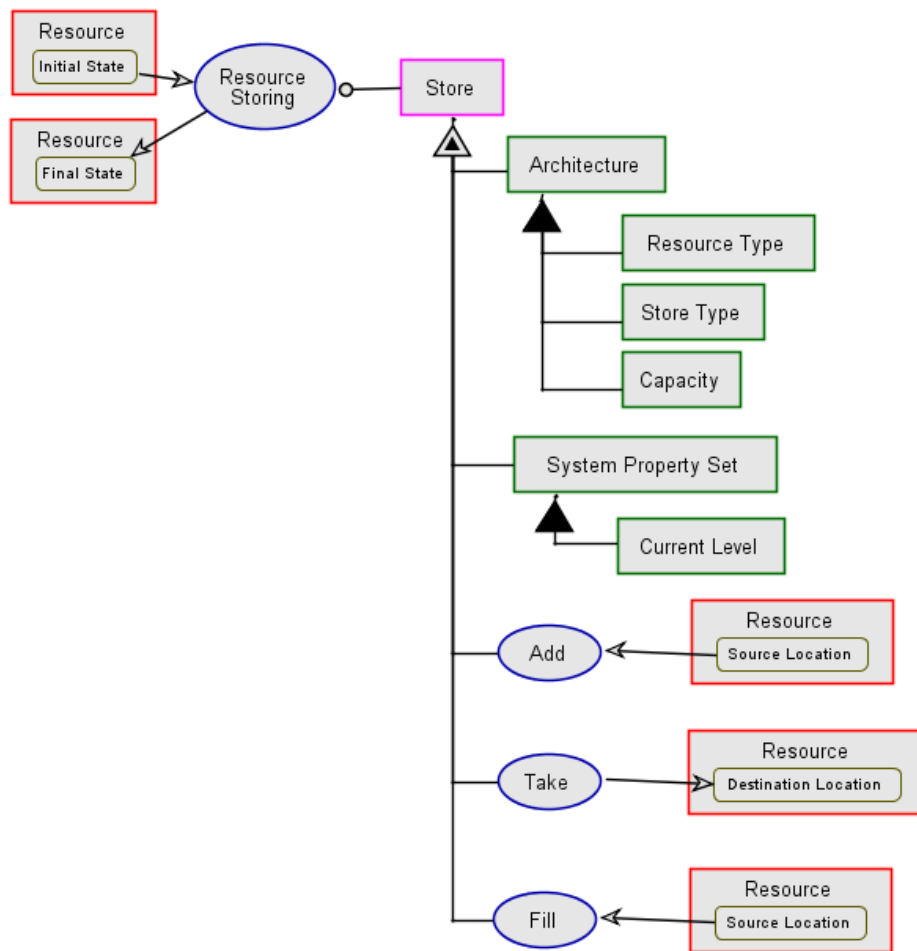 Resource
Initial State
Resource
Storing
Store
Resource
Final State
Architecture
Resource Type
Store Type
Capacity
System Property Set
Current Level
Resource
Add
Source Location
Resource
Take
Destination Location
Resource
Fill
Source Location